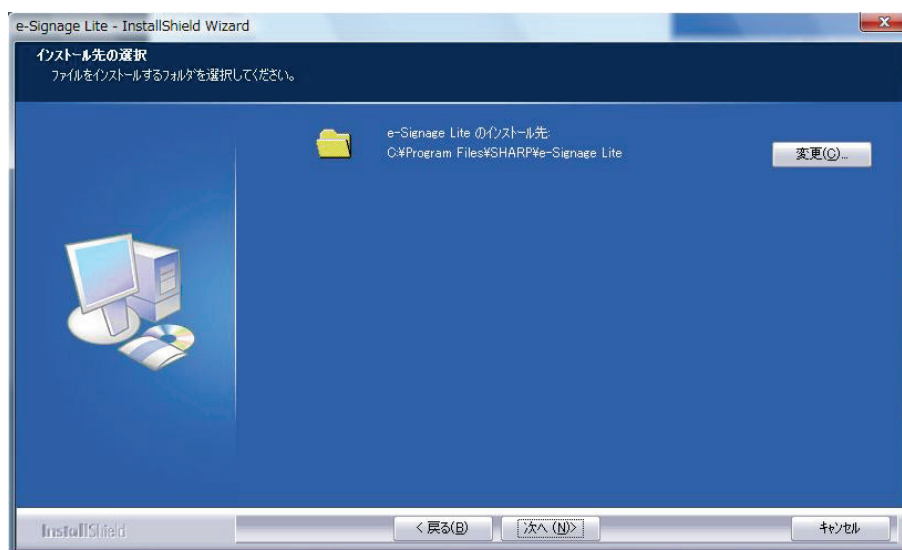 e-Signage Lite - InstallShield Wizard
インストール先の選択
ファイルをインストールするフォルダを選択してください。
e-Signage Lite のインストール先:
C:¥Program Files¥SHARP¥e-Signage Lite
変更(C)...
InstallShield
< 戻る(B)
次へ (N)>
キャンセル